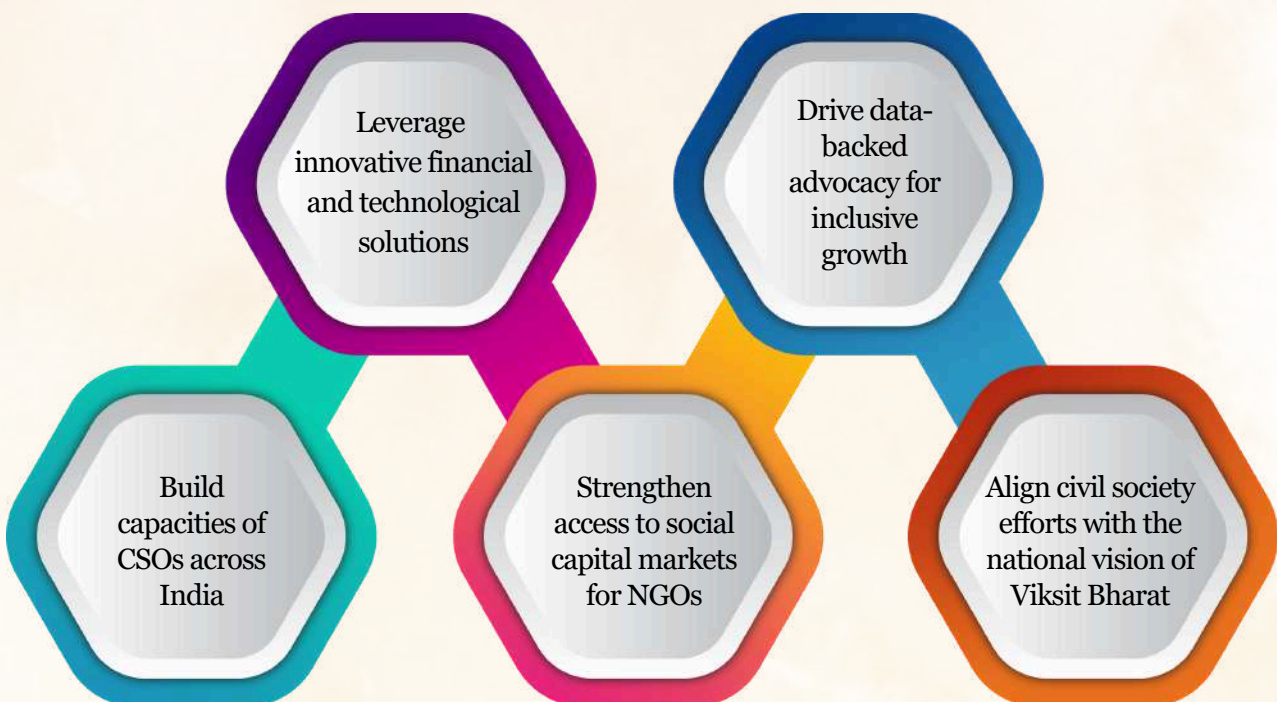 Leverage
innovative financial
and technological
solutions
Drive data-
backed
advocacy for
inclusive
growth
Build
capacities of
CSOs across
India
Strengthen
access to social
capital markets
for NGOs
Align civil society
efforts with the
national vision of
Viksit Bharat